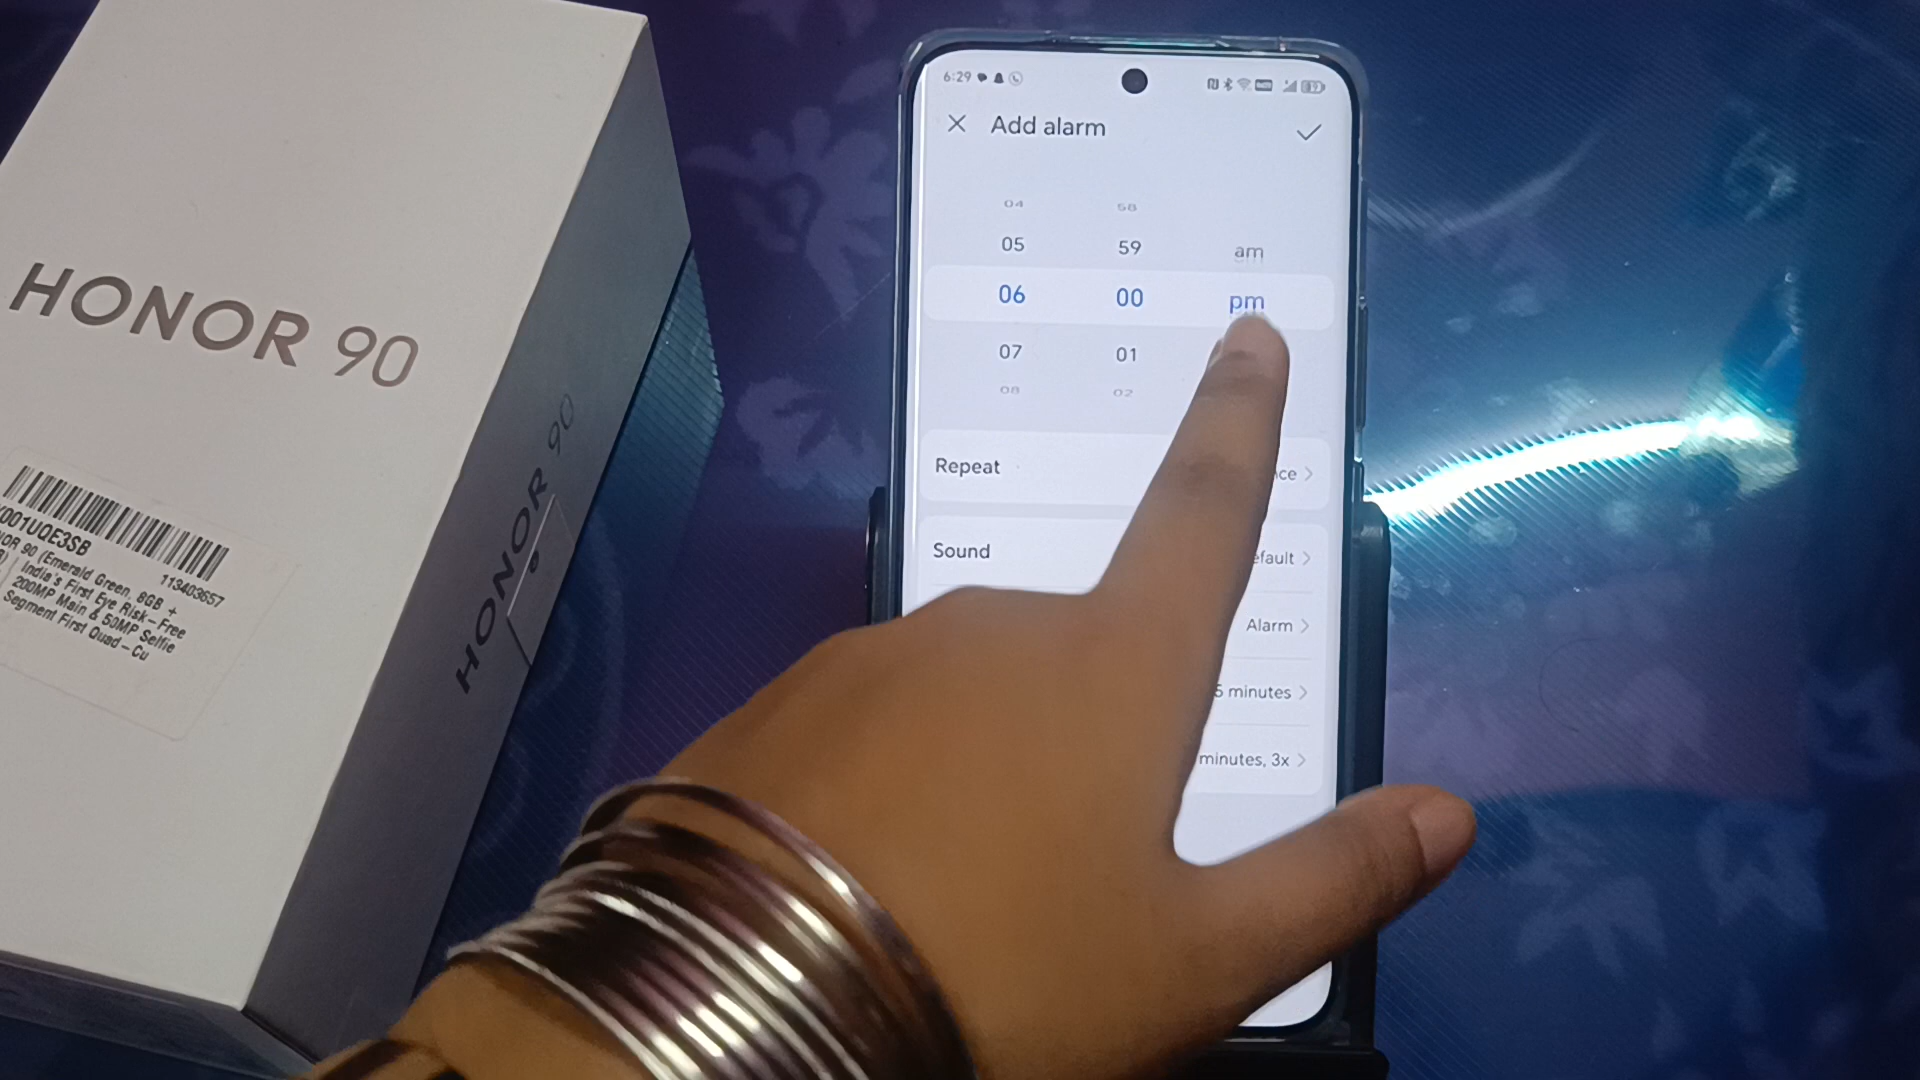 HONOR 90
001UQE3SB
113403657
90 (Emerald Green, 8GB +
India's First Eye Risk-Free
200MP Main & 50MP Selfie
Segment First Quad-Cu
HONOR 90
6:29
Add alarm
04 58
05 59 am
06 00 pm
07 01
08 02
Repeat
Sound
Alarm
5 minutes
minutes, 3x